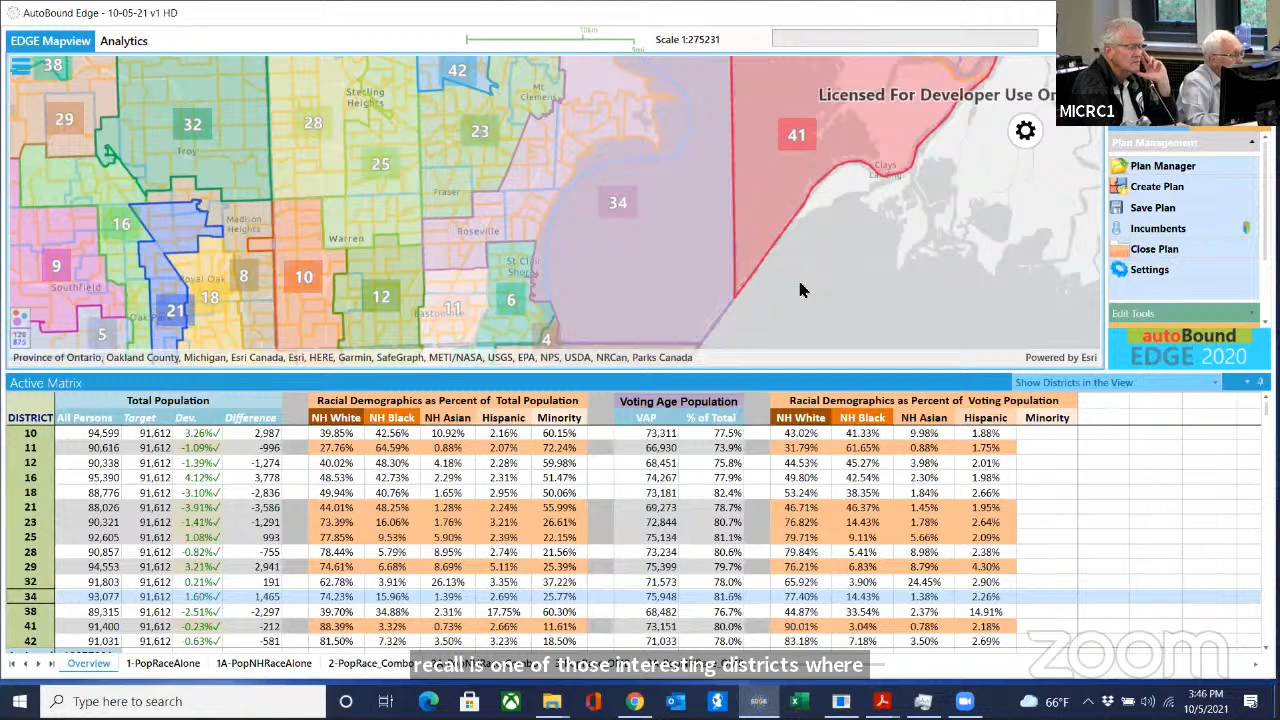 AutoBound Edge - 10-05-21 v1 HD
EDGE Mapview Analytics
10km
Scale 1:275231
38
42
Sterling Heights
Mt Clemens
Licensed For Developer Use On
MICRC1
29
32
28
23
41
Troy
25
Clays Landing
Fraser
34
16
Madison Heights
Warren
Roseville
9
Southfield
8
10
St Clair Shores
Royal Oak
18
12
21
Oak Park
Eastpointe
11
6
5
4
Province of Ontario, Oakland County, Michigan, Esri Canada, Esri, HERE, Garmin, SafeGraph, METI/NASA, USGS, EPA, NPS, USDA, NRCan, Parks Canada
Powered by Esri
Plan Management
Plan Manager
Create Plan
Save Plan
Incumbents
Close Plan
Settings
Edit Tools
autoBound
EDGE 2020
Active Matrix
Show Districts in the View
Total Population Racial Demographics as Percent of Total Population Voting Age Population Racial Demographics as Percent of Voting Population
DISTRICT All Persons Target Dev. Difference NH White NH Black NH Asian Hispanic Minority VAP % of Total NH White NH Black NH Asian Hispanic Minority
10 94,599 91,612 3.26%✓ 2,987 39.85% 42.56% 10.92% 2.16% 60.15% 73,311 77.5% 43.02% 41.33% 9.98% 1.88%
11 90,616 91,612 -1.09%✓ -996 27.76% 64.59% 0.88% 2.07% 72.24% 66,930 73.9% 31.79% 61.65% 0.88% 1.75%
12 90,338 91,612 -1.39%✓ -1,274 40.02% 48.30% 4.18% 2.28% 59.98% 68,451 75.8% 44.53% 45.27% 3.98% 2.01%
16 95,390 91,612 4.12%✓ 3,778 48.53% 42.73% 2.29% 2.31% 51.47% 74,267 77.9% 49.80% 42.54% 2.30% 1.98%
18 88,776 91,612 -3.10%✓ -2,836 49.94% 40.76% 1.65% 2.95% 50.06% 73,181 82.4% 53.24% 38.35% 1.84% 2.66%
21 88,026 91,612 -3.91%✓ -3,586 44.01% 48.25% 1.28% 2.24% 55.99% 69,273 78.7% 46.71% 46.37% 1.45% 1.95%
23 90,321 91,612 -1.41%✓ -1,291 73.39% 16.06% 1.76% 3.21% 26.61% 72,844 80.7% 76.82% 14.43% 1.78% 2.64%
25 92,605 91,612 1.08%✓ 993 77.85% 9.53% 5.90% 2.39% 22.15% 75,134 81.1% 79.71% 9.11% 5.66% 2.09%
28 90,857 91,612 -0.82%✓ -755 78.44% 5.79% 8.95% 2.74% 21.56% 73,234 80.6% 79.84% 5.41% 8.98% 2.38%
29 94,553 91,612 3.21%✓ 2,941 74.61% 6.68% 8.69% 5.11% 25.39% 75,399 79.7% 76.21% 6.83% 8.79% 4.30%
32 91,803 91,612 0.21%✓ 191 62.78% 3.91% 26.13% 3.35% 37.22% 71,573 78.0% 65.92% 3.90% 24.45% 2.90%
34 93,077 91,612 1.60%✓ 1,465 74.23% 15.96% 1.39% 2.69% 25.77% 75,948 81.6% 77.40% 14.43% 1.38% 2.26%
38 89,315 91,612 -2.51%✓ -2,297 39.70% 34.88% 2.31% 17.75% 60.30% 68,482 76.7% 44.87% 33.54% 2.37% 14.91%
41 91,400 91,612 -0.23%✓ -212 88.39% 3.32% 0.73% 2.66% 11.61% 73,151 80.0% 90.01% 3.04% 0.78% 2.18%
42 91,031 91,612 -0.63%✓ -581 81.50% 7.32% 3.50% 3.23% 18.50% 71,033 78.0% 83.18% 7.18% 3.50% 2.69%
Overview 1-PopRaceAlone 1A-PopNHRaceAlone 2-PopRace_Combo
recall is one of those interesting districts where
zoom
Type here to search
66°F
3:46 PM
10/5/2021